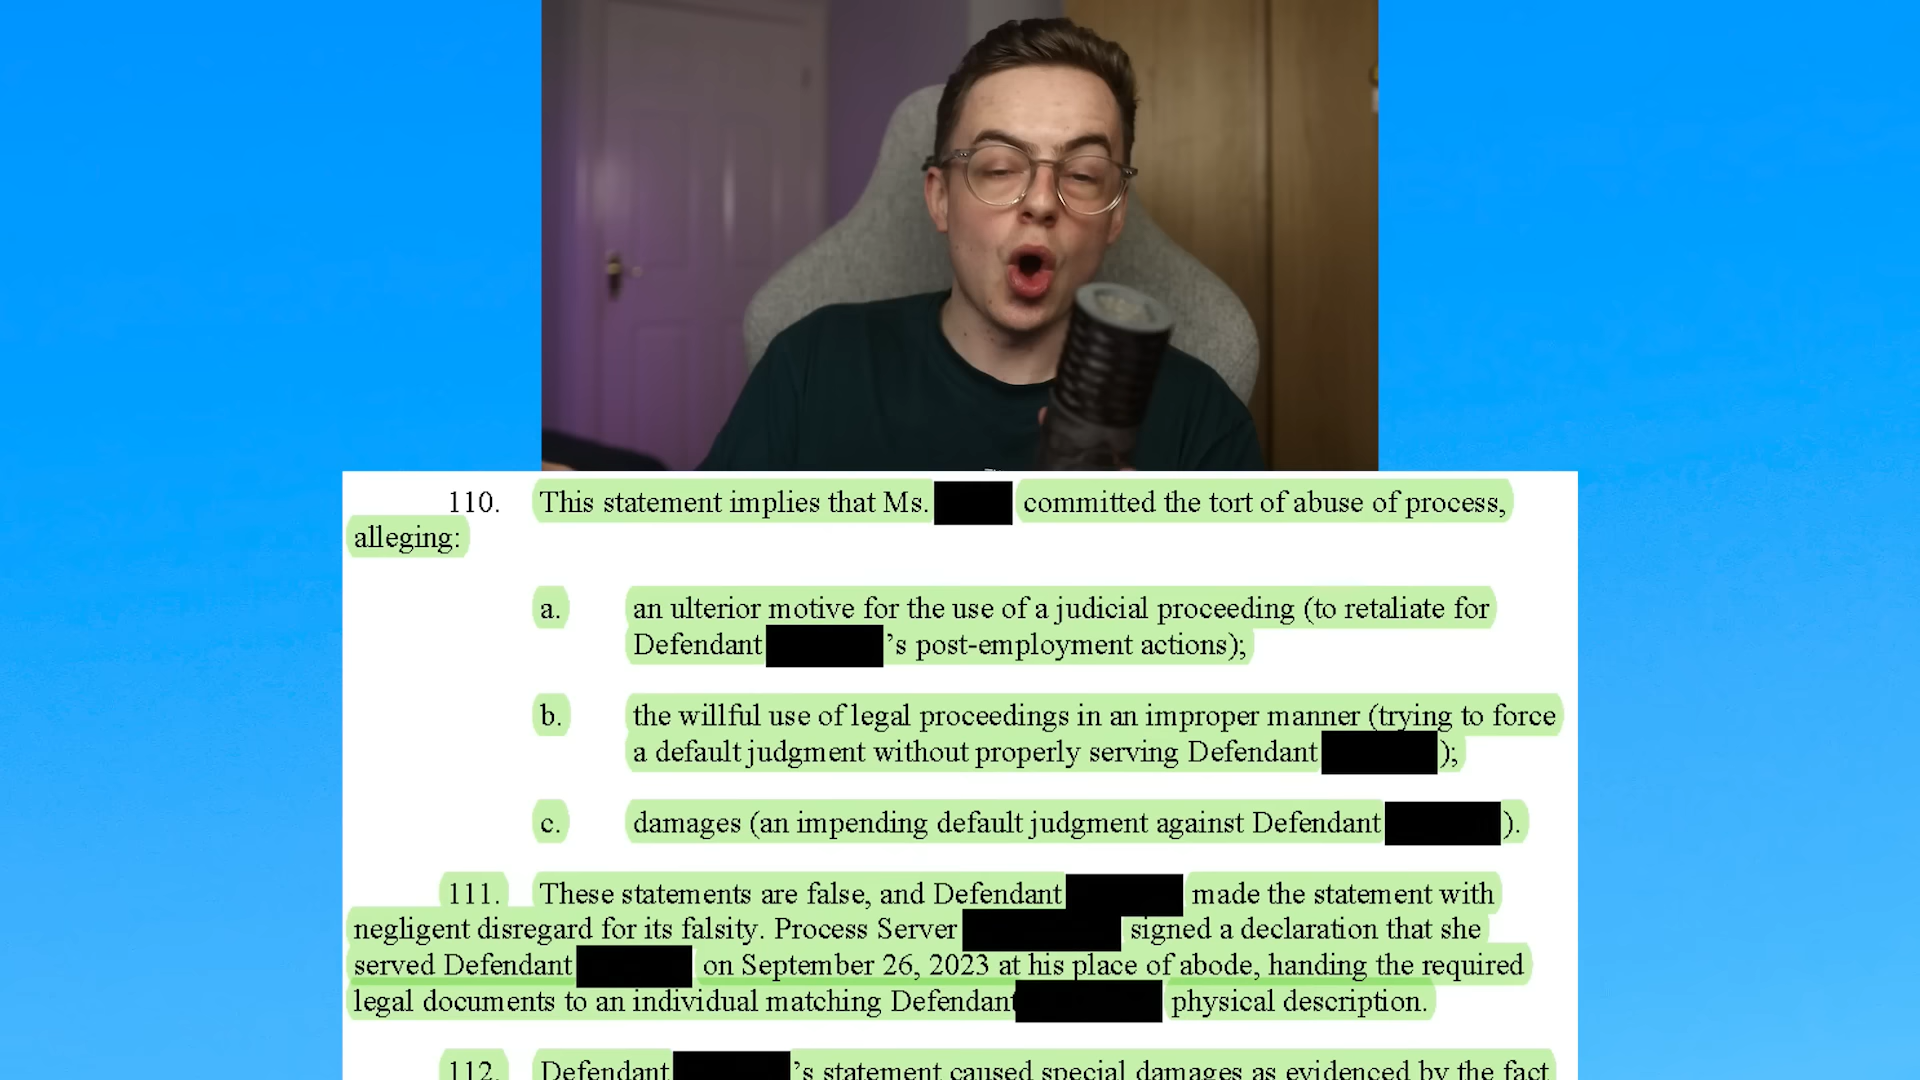 110. This statement implies that Ms. committed the tort of abuse of process,
alleging:
a. an ulterior motive for the use of a judicial proceeding (to retaliate for
Defendant 's post-employment actions);
b. the willful use of legal proceedings in an improper manner (trying to force
a default judgment without properly serving Defendant );
c. damages (an impending default judgment against Defendant ).
111. These statements are false, and Defendant made the statement with
negligent disregard for its falsity. Process Server signed a declaration that she
served Defendant on September 26, 2023 at his place of abode, handing the required
legal documents to an individual matching Defendant physical description.
112. Defendant 's statement caused special damages as evidenced by the fact